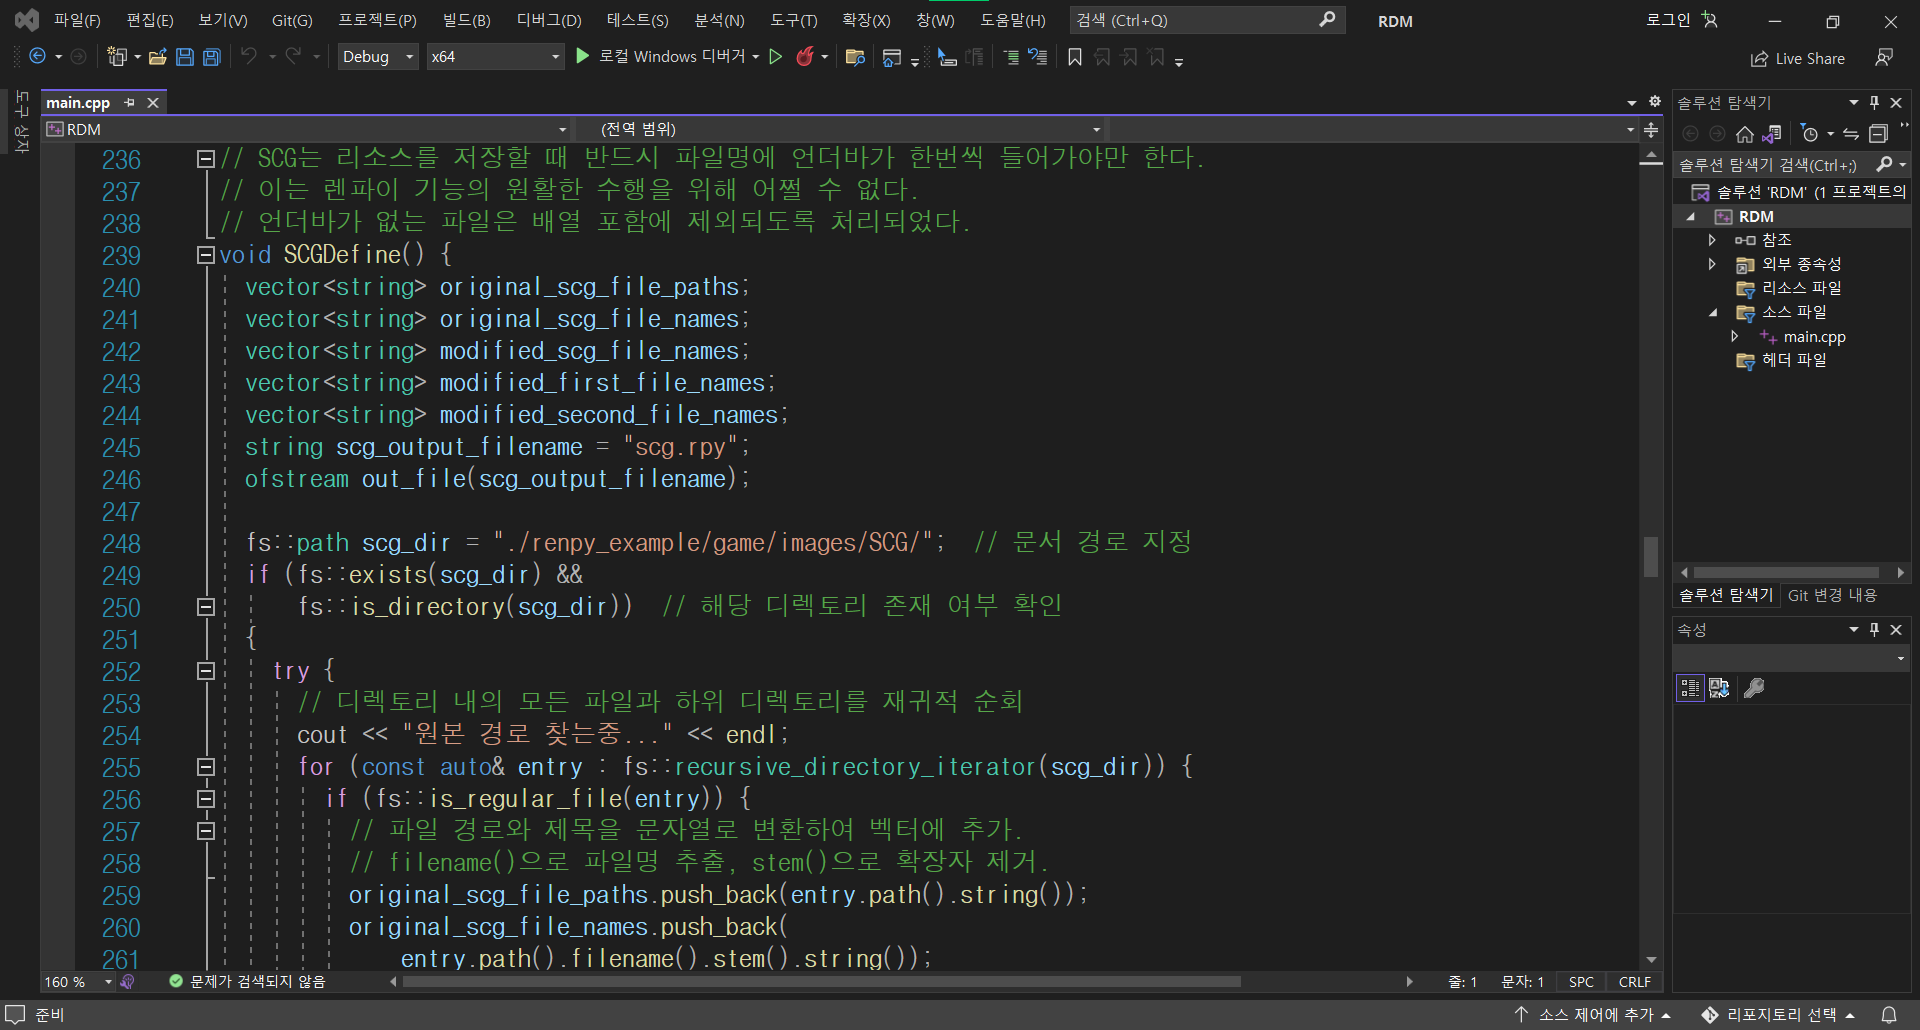 파일(F) 편집(E) 보기(V) Git(G) 프로젝트(P) 빌드(B) 디버그(D) 테스트(S) 분석(N) 도구(T) 확장(X) 창(W) 도움말(H) 검색 (Ctrl+Q) RDM 로그인
Debug x64 로컬 Windows 디버거 Live Share
도구 상자
main.cpp
RDM (전역 범위)
236 // SCG는 리소스를 저장할 때 반드시 파일명에 언더바가 한번씩 들어가야만 한다.
237 // 이는 렌파이 기능의 원활한 수행을 위해 어쩔 수 없다.
238 // 언더바가 없는 파일은 배열 포함에 제외되도록 처리되었다.
239 void SCGDefine() {
240 vector<string> original_scg_file_paths;
241 vector<string> original_scg_file_names;
242 vector<string> modified_scg_file_names;
243 vector<string> modified_first_file_names;
244 vector<string> modified_second_file_names;
245 string scg_output_filename = "scg.rpy";
246 ofstream out_file(scg_output_filename);
247
248 fs::path scg_dir = "./renpy_example/game/images/SCG/"; // 문서 경로 지정
249 if (fs::exists(scg_dir) &&
250 fs::is_directory(scg_dir)) // 해당 디렉토리 존재 여부 확인
251 {
252 try {
253 // 디렉토리 내의 모든 파일과 하위 디렉토리를 재귀적 순회
254 cout << "원본 경로 찾는중..." << endl;
255 for (const auto& entry : fs::recursive_directory_iterator(scg_dir)) {
256 if (fs::is_regular_file(entry)) {
257 // 파일 경로와 제목을 문자열로 변환하여 벡터에 추가.
258 // filename()으로 파일명 추출, stem()으로 확장자 제거.
259 original_scg_file_paths.push_back(entry.path().string());
260 original_scg_file_names.push_back(
261 entry.path().filename().stem().string());
160 % 문제가 검색되지 않음 줄: 1 문자: 1 SPC CRLF
솔루션 탐색기
솔루션 탐색기 검색(Ctrl+;)
솔루션 'RDM' (1 프로젝트의
RDM
참조
외부 종속성
리소스 파일
소스 파일
main.cpp
헤더 파일
솔루션 탐색기 Git 변경 내용
속성
준비 소스 제어에 추가 리포지토리 선택